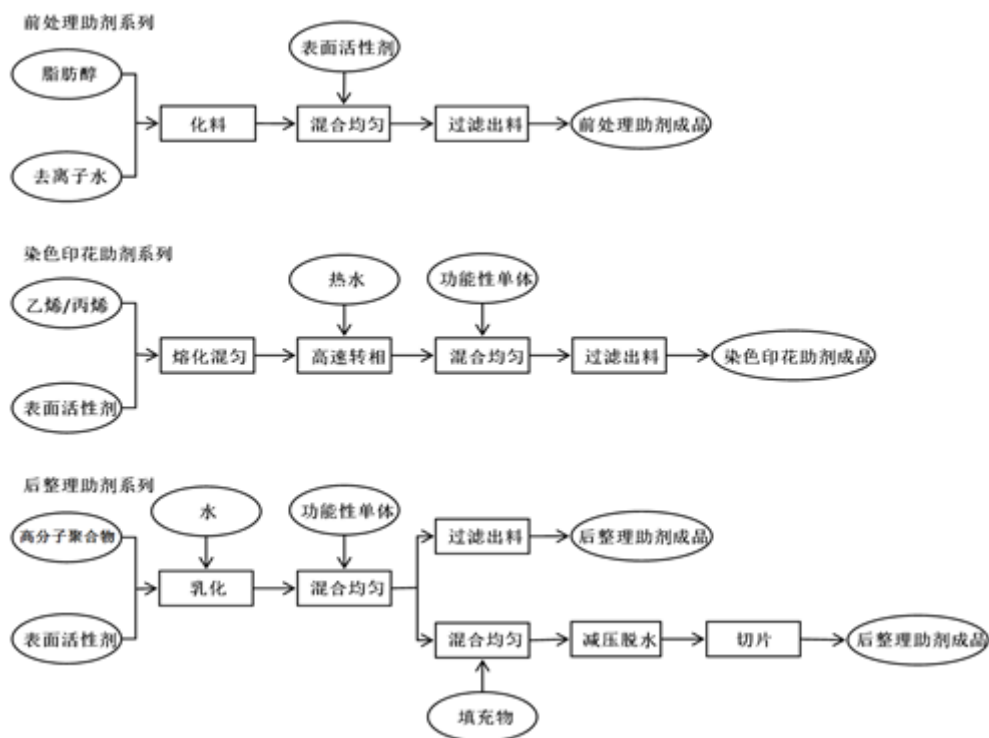 前处理助剂系列
表面活性剂
脂肪醇
化料
混合均匀
过滤出料
前处理助剂成品
去离子水
染色印花助剂系列
热水
功能性单体
乙烯/丙烯
熔化混匀
高速转相
混合均匀
过滤出料
染色印花助剂成品
表面活性剂
后整理助剂系列
水
功能性单体
高分子聚合物
过滤出料
后整理助剂成品
乳化
混合均匀
表面活性剂
混合均匀
减压脱水
切片
后整理助剂成品
填充物